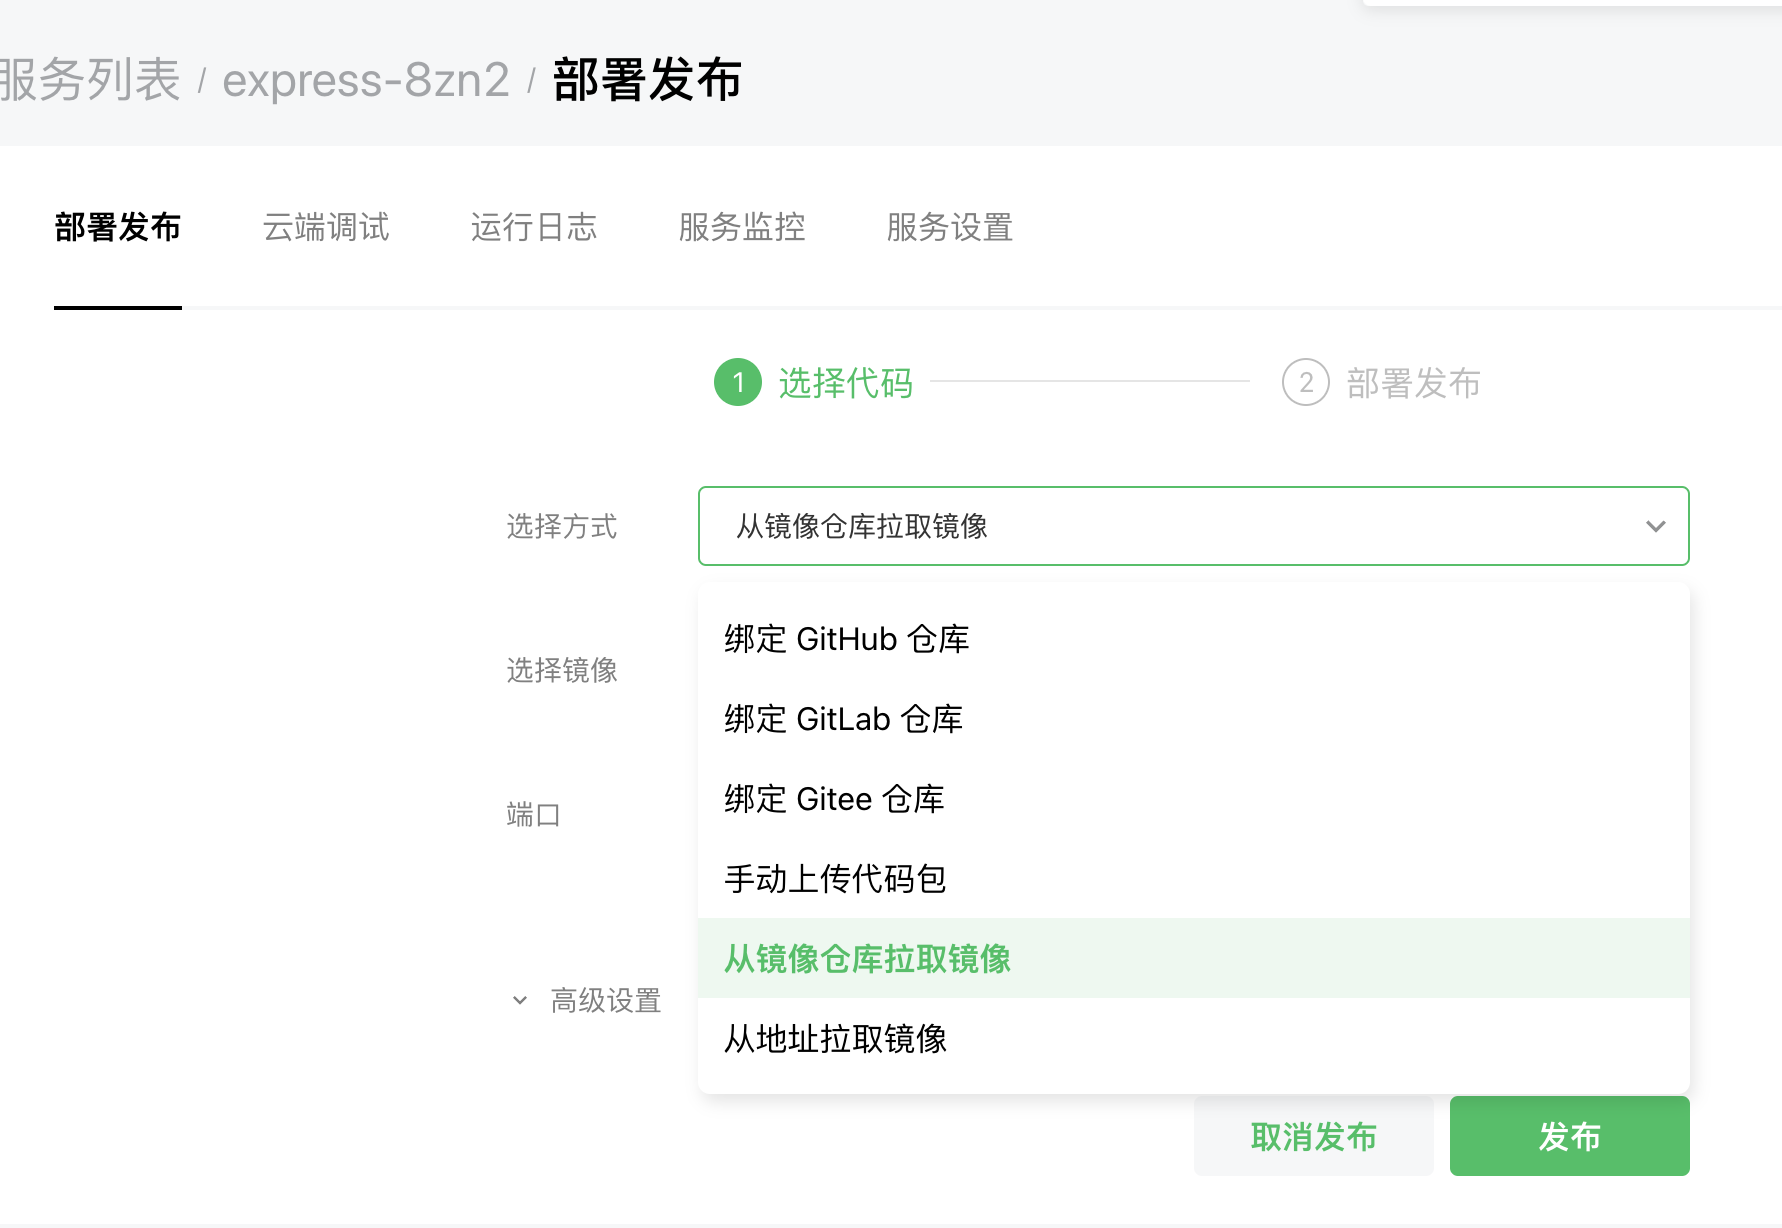 服务列表 / express-8zn2 / 部署发布
部署发布 云端调试 运行日志 服务监控 服务设置
1 选择代码 2 部署发布
选择方式 从镜像仓库拉取镜像
绑定 GitHub 仓库
选择镜像
绑定 GitLab 仓库
绑定 Gitee 仓库
端口
手动上传代码包
从镜像仓库拉取镜像
高级设置
从地址拉取镜像
取消发布 发布